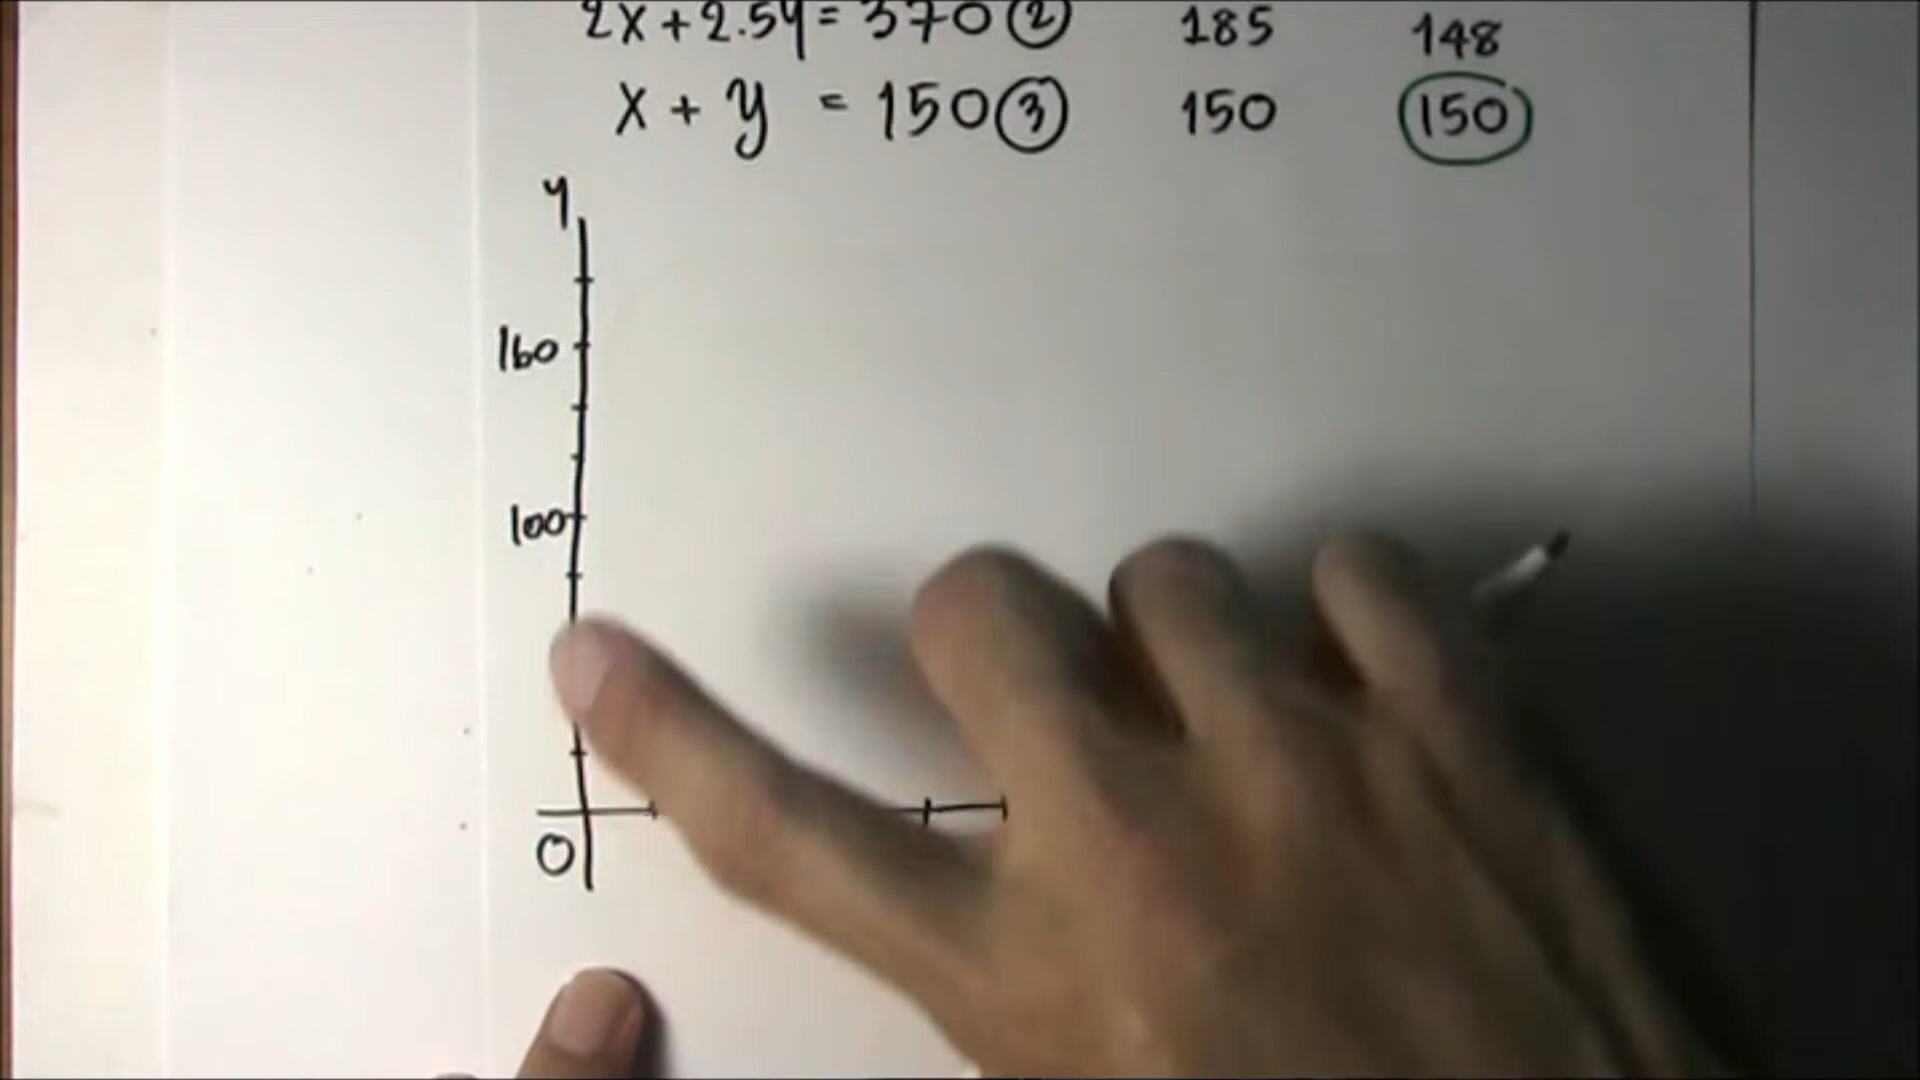 2x + 2.5y = 370 ② 185 148
x + y = 150 ③ 150 150
y
160
100
0